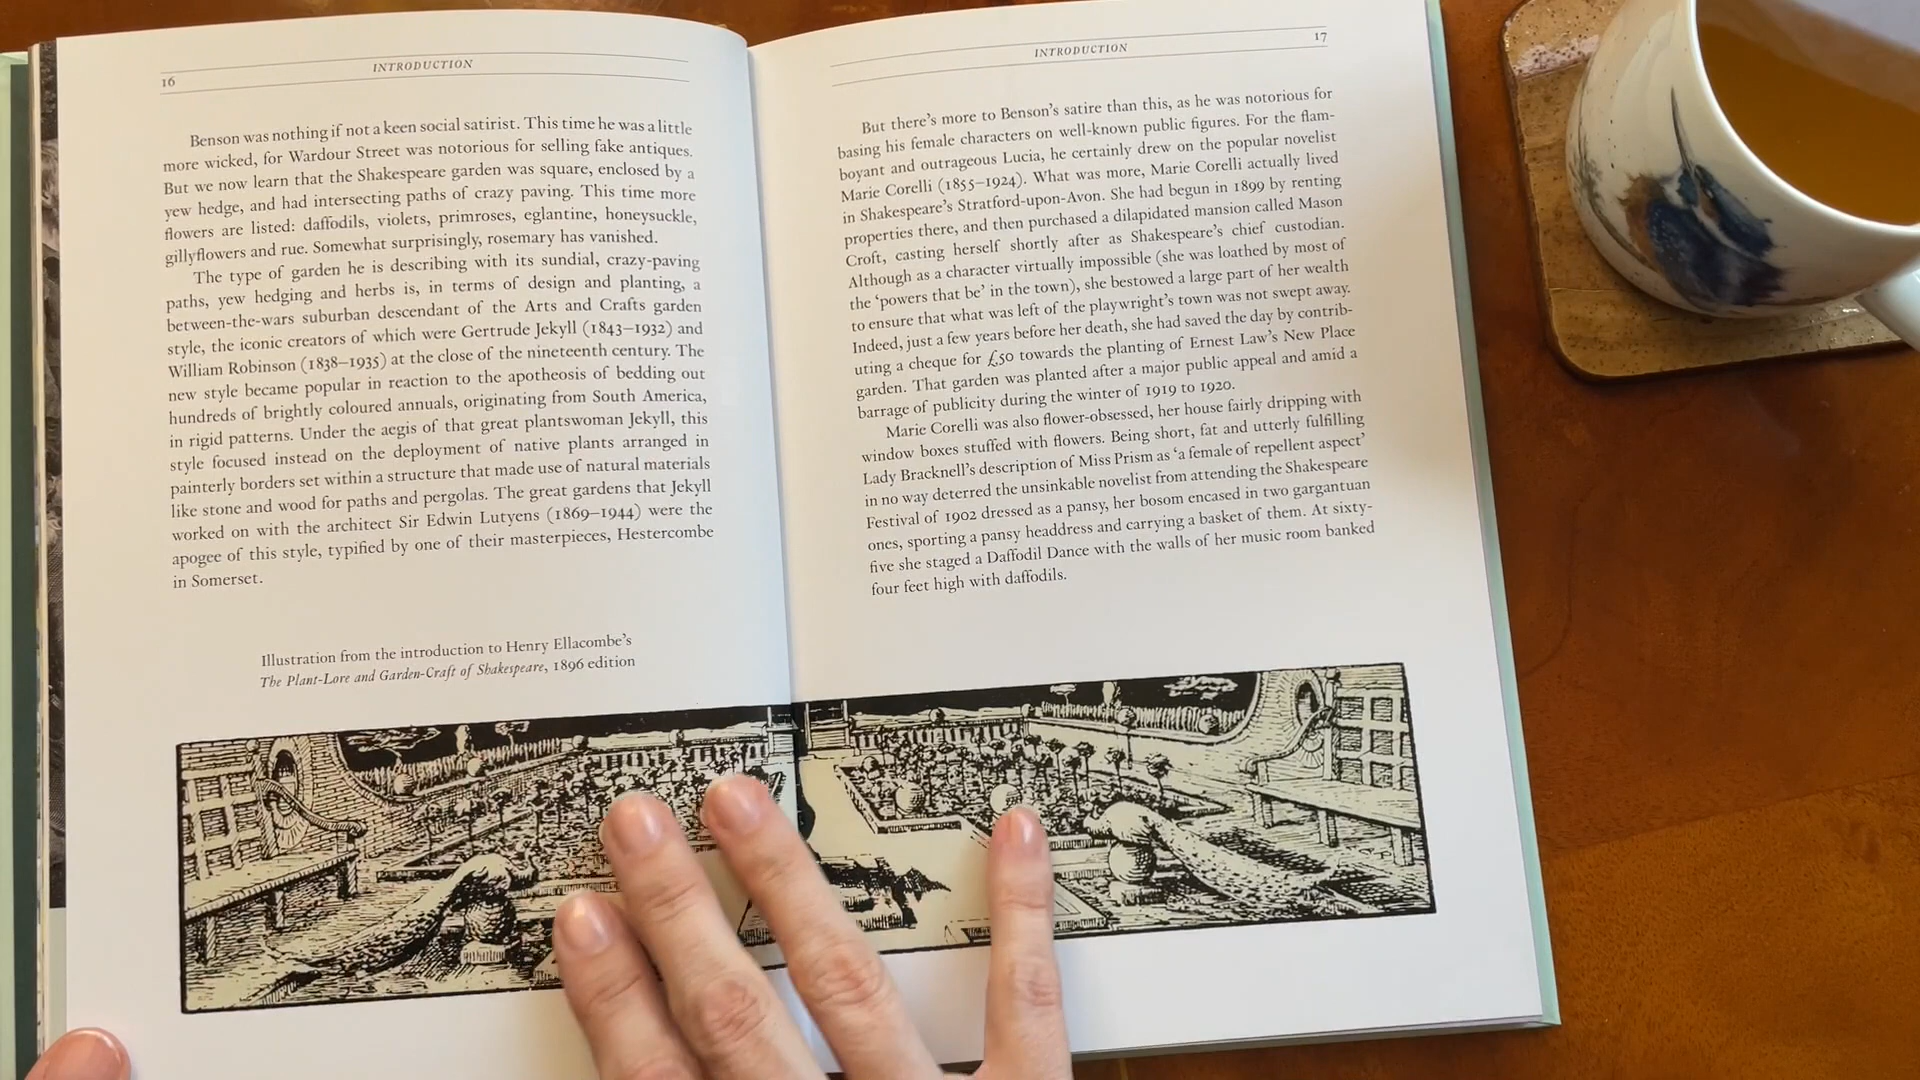 16
INTRODUCTION
Benson was nothing if not a keen social satirist. This time he was a little
more wicked, for Wardour Street was notorious for selling fake antiques.
But we now learn that the Shakespeare garden was square, enclosed by a
yew hedge, and had intersecting paths of crazy paving. This time more
flowers are listed: daffodils, violets, primroses, eglantine, honeysuckle,
gillyflowers and rue. Somewhat surprisingly, rosemary has vanished.
The type of garden he is describing with its sundial, crazy-paving
paths, yew hedging and herbs is, in terms of design and planting, a
between-the-wars suburban descendant of the Arts and Crafts garden
style, the iconic creators of which were Gertrude Jekyll (1843–1932) and
William Robinson (1838–1935) at the close of the nineteenth century. The
new style became popular in reaction to the apotheosis of bedding out
hundreds of brightly coloured annuals, originating from South America,
in rigid patterns. Under the aegis of that great plantswoman Jekyll, this
style focused instead on the deployment of native plants arranged in
painterly borders set within a structure that made use of natural materials
like stone and wood for paths and pergolas. The great gardens that Jekyll
worked on with the architect Sir Edwin Lutyens (1869–1944) were the
apogee of this style, typified by one of their masterpieces, Hestercombe
in Somerset.
Illustration from the introduction to Henry Ellacombe's
The Plant-Lore and Garden-Craft of Shakespeare, 1896 edition
INTRODUCTION
17
But there's more to Benson's satire than this, as he was notorious for
basing his female characters on well-known public figures. For the flam-
boyant and outrageous Lucia, he certainly drew on the popular novelist
Marie Corelli (1855–1924). What was more, Marie Corelli actually lived
in Shakespeare's Stratford-upon-Avon. She had begun in 1899 by renting
properties there, and then purchased a dilapidated mansion called Mason
Croft, casting herself shortly after as Shakespeare's chief custodian.
Although as a character virtually impossible (she was loathed by most of
the 'powers that be' in the town), she bestowed a large part of her wealth
to ensure that what was left of the playwright's town was not swept away.
Indeed, just a few years before her death, she had saved the day by contrib-
uting a cheque for £50 towards the planting of Ernest Law's New Place
garden. That garden was planted after a major public appeal and amid a
barrage of publicity during the winter of 1919 to 1920.
Marie Corelli was also flower-obsessed, her house fairly dripping with
window boxes stuffed with flowers. Being short, fat and utterly fulfilling
Lady Bracknell's description of Miss Prism as 'a female of repellent aspect'
in no way deterred the unsinkable novelist from attending the Shakespeare
Festival of 1902 dressed as a pansy, her bosom encased in two gargantuan
ones, sporting a pansy headdress and carrying a basket of them. At sixty-
five she staged a Daffodil Dance with the walls of her music room banked
four feet high with daffodils.